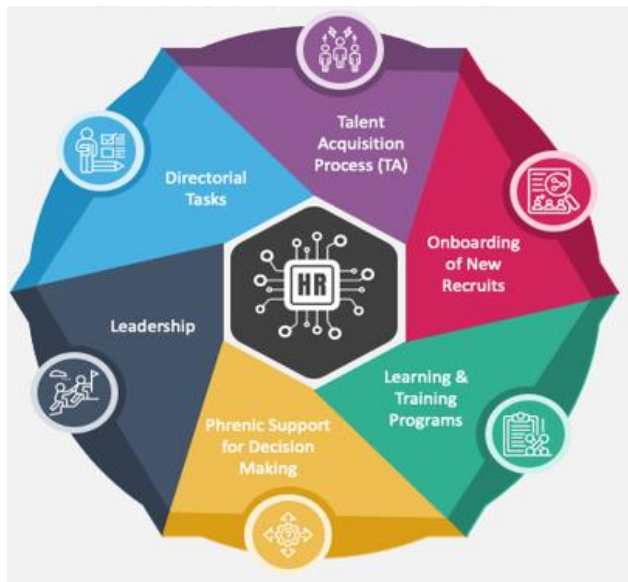 Talent
Acquisition
Process (TA)
Directorial
Tasks
Onboarding
of New
Recruits
HR
Leadership
Learning &
Training
Programs
Phrenic Support
for Decision
Making